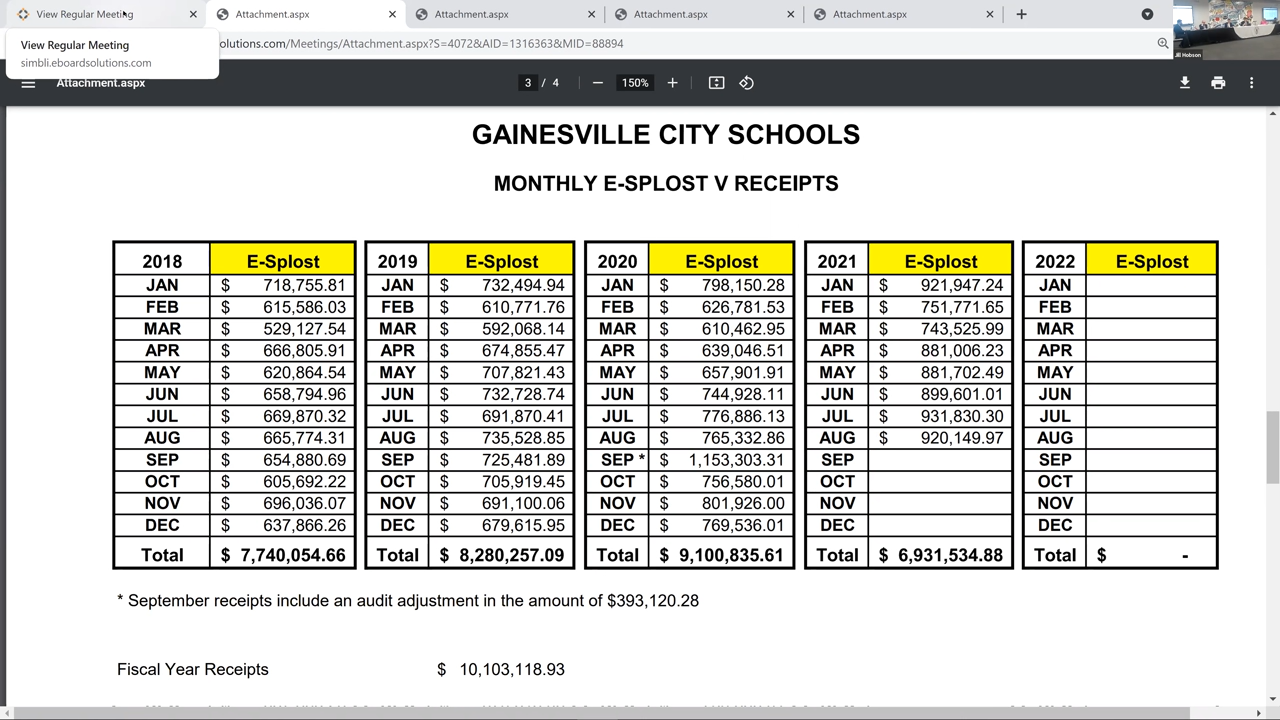 View Regular Meeting
Attachment.aspx
Attachment.aspx
Attachment.aspx
Attachment.aspx
View Regular Meeting
simbli.eboardsolutions.com
olutions.com/Meetings/Attachment.aspx?S=4072&AID=1316363&MID=88894
Jill Hobson
Attachment.aspx
3 / 4
150%
GAINESVILLE CITY SCHOOLS
MONTHLY E-SPLOST V RECEIPTS
2018 E-Splost 2019 E-Splost 2020 E-Splost 2021 E-Splost 2022 E-Splost
JAN $ 718,755.81 JAN $ 732,494.94 JAN $ 798,150.28 JAN $ 921,947.24 JAN
FEB $ 615,586.03 FEB $ 610,771.76 FEB $ 626,781.53 FEB $ 751,771.65 FEB
MAR $ 529,127.54 MAR $ 592,068.14 MAR $ 610,462.95 MAR $ 743,525.99 MAR
APR $ 666,805.91 APR $ 674,855.47 APR $ 639,046.51 APR $ 881,006.23 APR
MAY $ 620,864.54 MAY $ 707,821.43 MAY $ 657,901.91 MAY $ 881,702.49 MAY
JUN $ 658,794.96 JUN $ 732,728.74 JUN $ 744,928.11 JUN $ 899,601.01 JUN
JUL $ 669,870.32 JUL $ 691,870.41 JUL $ 776,886.13 JUL $ 931,830.30 JUL
AUG $ 665,774.31 AUG $ 735,528.85 AUG $ 765,332.86 AUG $ 920,149.97 AUG
SEP $ 654,880.69 SEP $ 725,481.89 SEP * $ 1,153,303.31 SEP SEP
OCT $ 605,692.22 OCT $ 705,919.45 OCT $ 756,580.01 OCT OCT
NOV $ 696,036.07 NOV $ 691,100.06 NOV $ 801,926.00 NOV NOV
DEC $ 637,866.26 DEC $ 679,615.95 DEC $ 769,536.01 DEC DEC
Total $ 7,740,054.66 Total $ 8,280,257.09 Total $ 9,100,835.61 Total $ 6,931,534.88 Total $ -
* September receipts include an audit adjustment in the amount of $393,120.28
Fiscal Year Receipts $ 10,103,118.93